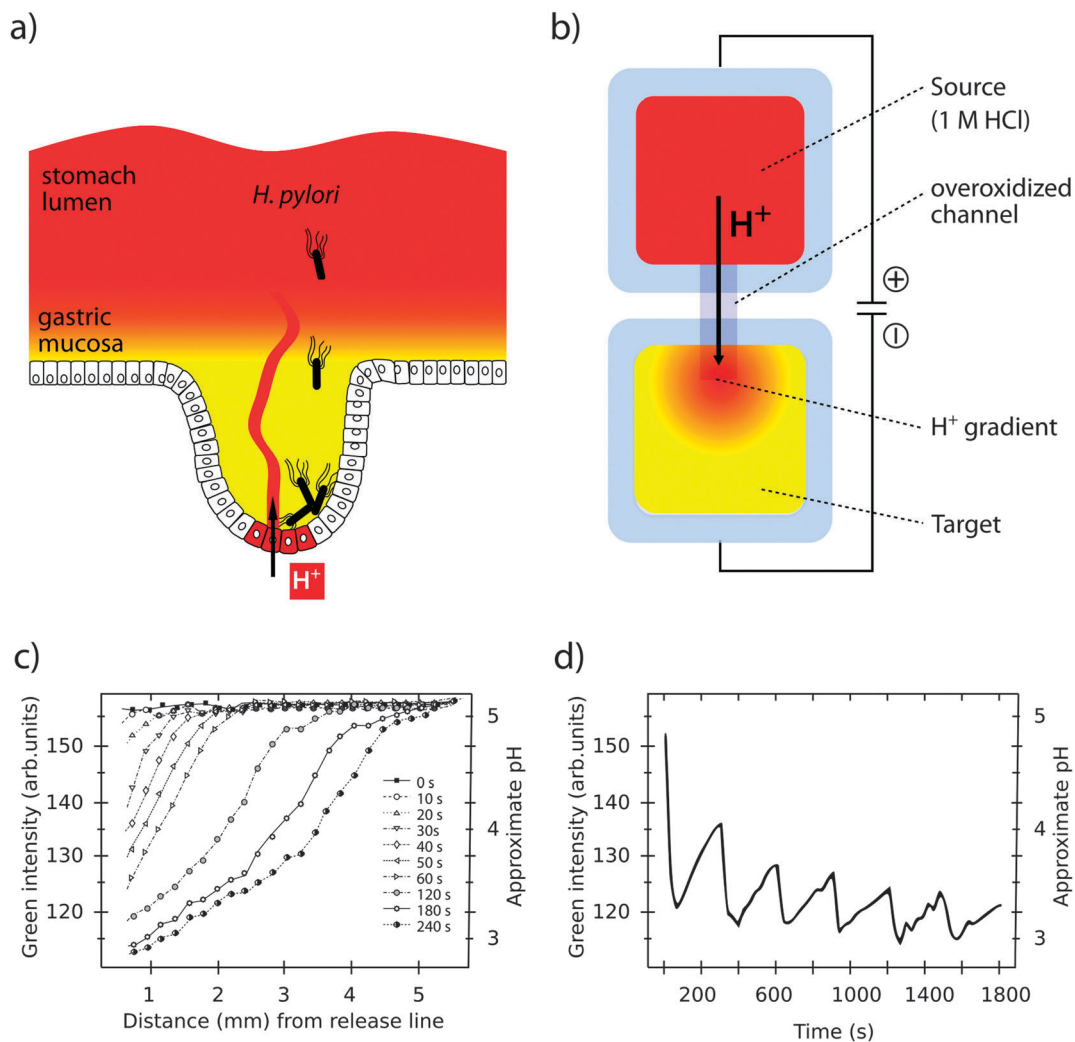 a)
stomach
lumen
H. pylori
gastric
mucosa
H+
b)
Source
(1 M HCl)
overoxidized
channel
H+
+
−
H+ gradient
Target
c)
Green intensity (arb.units)
150
140
130
120
5
4
3
Approximate pH
0 s
10 s
20 s
30s
40 s
50 s
60 s
120 s
180 s
240 s
1 2 3 4 5
Distance (mm) from release line
d)
Green intensity (arb.units)
150
140
130
120
5
4
3
Approximate pH
200 600 1000 1400 1800
Time (s)